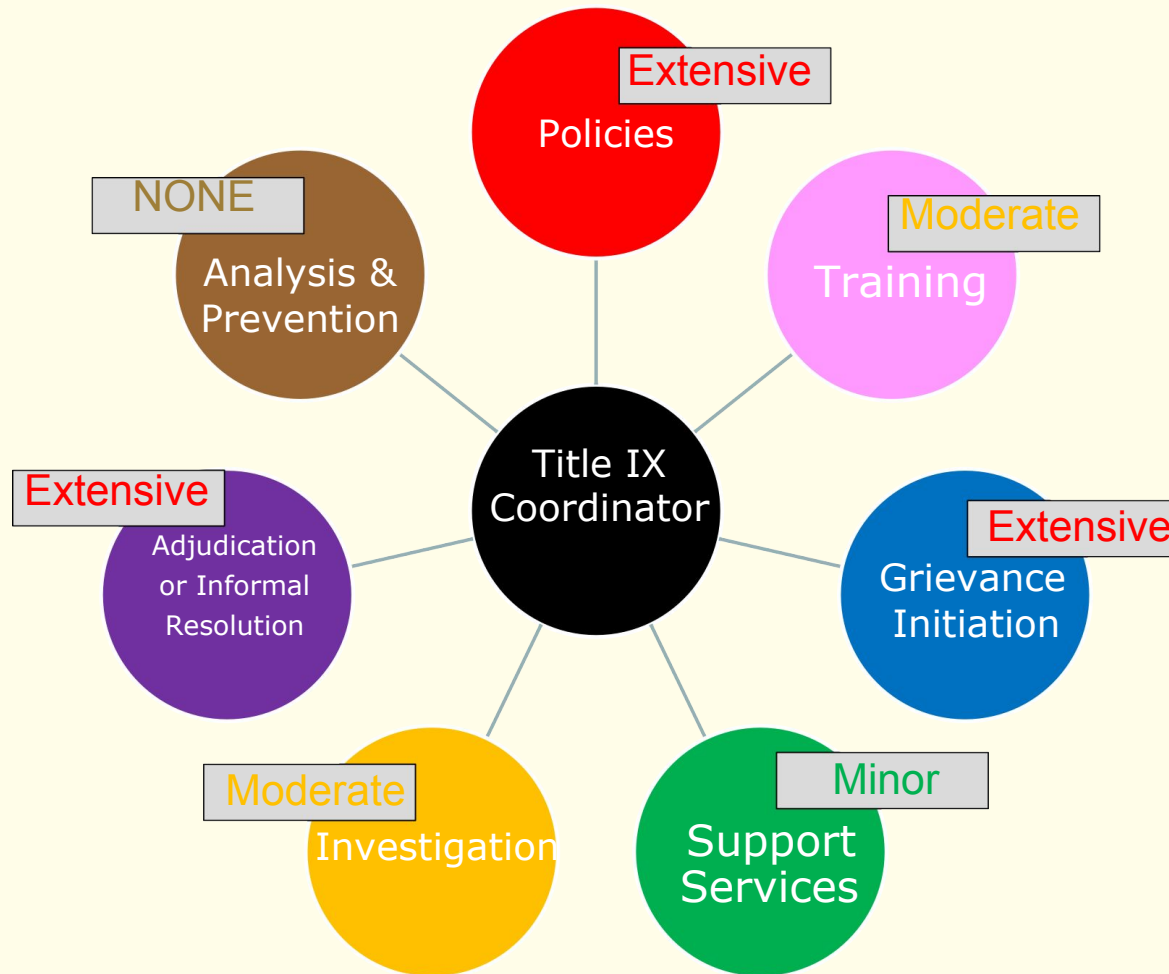 Extensive
Policies
Moderate
Training
Extensive
Grievance
Initiation
Minor
Support
Services
Moderate
Investigation
Extensive
Adjudication
or Informal
Resolution
NONE
Analysis &
Prevention
Title IX
Coordinator